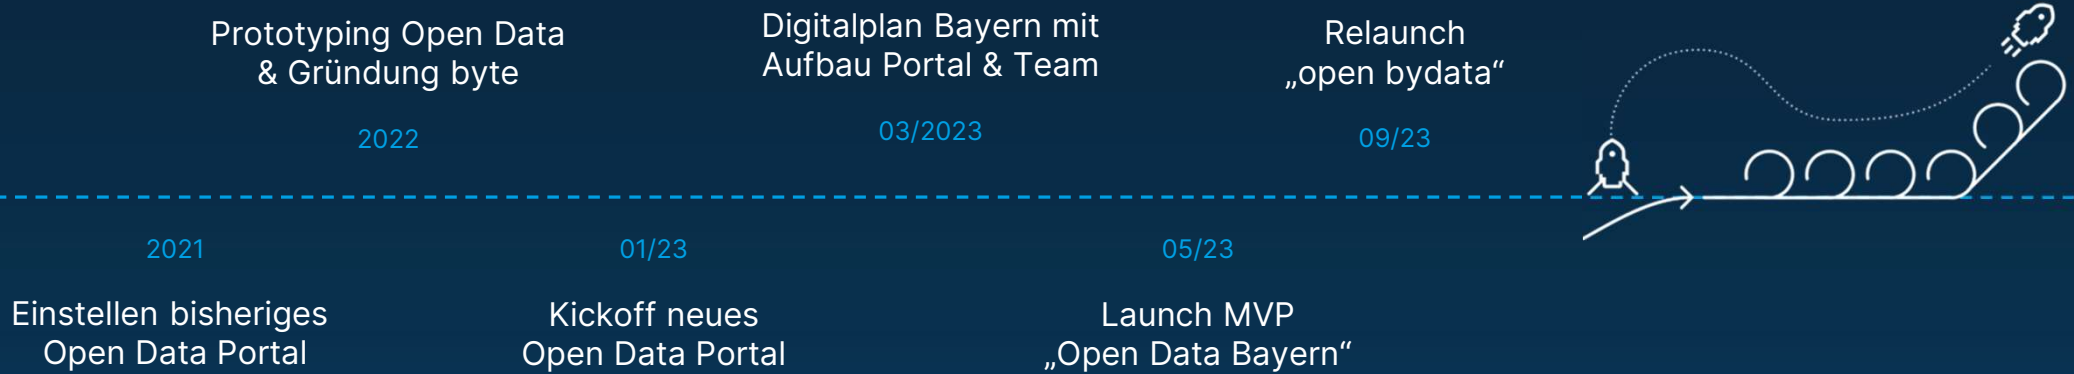 Prototyping Open Data
& Gründung byte
2022
Digitalplan Bayern mit
Aufbau Portal & Team
03/2023
Relaunch
„open bydata“
09/23
2021
Einstellen bisheriges
Open Data Portal
01/23
Kickoff neues
Open Data Portal
05/23
Launch MVP
„Open Data Bayern“